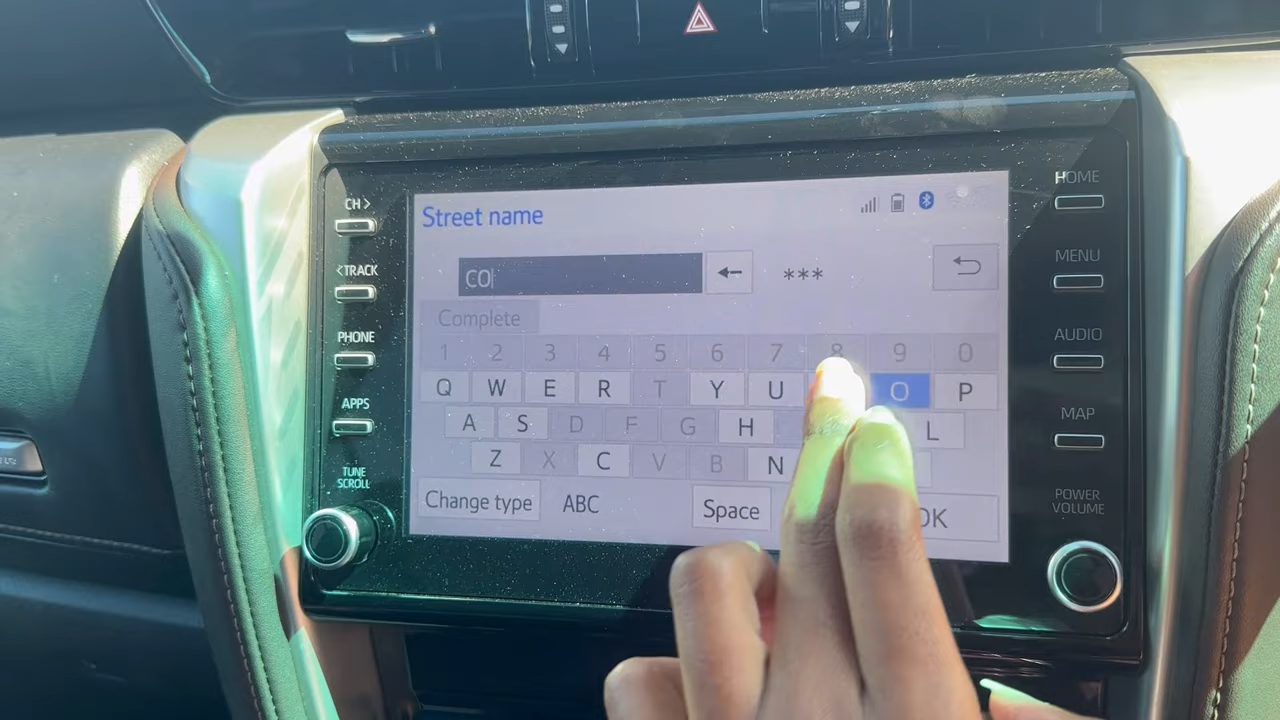 HOME
CH>
Street name
<TRACK
MENU
CO
***
PHONE
Complete
AUDIO
1 2 3 4 5 6 7 8 9 0
Q W E R T Y U O P
APPS
A S D F G H L
MAP
Z X C V B N
TUNE
SCROLL
Change type ABC Space OK
POWER
VOLUME